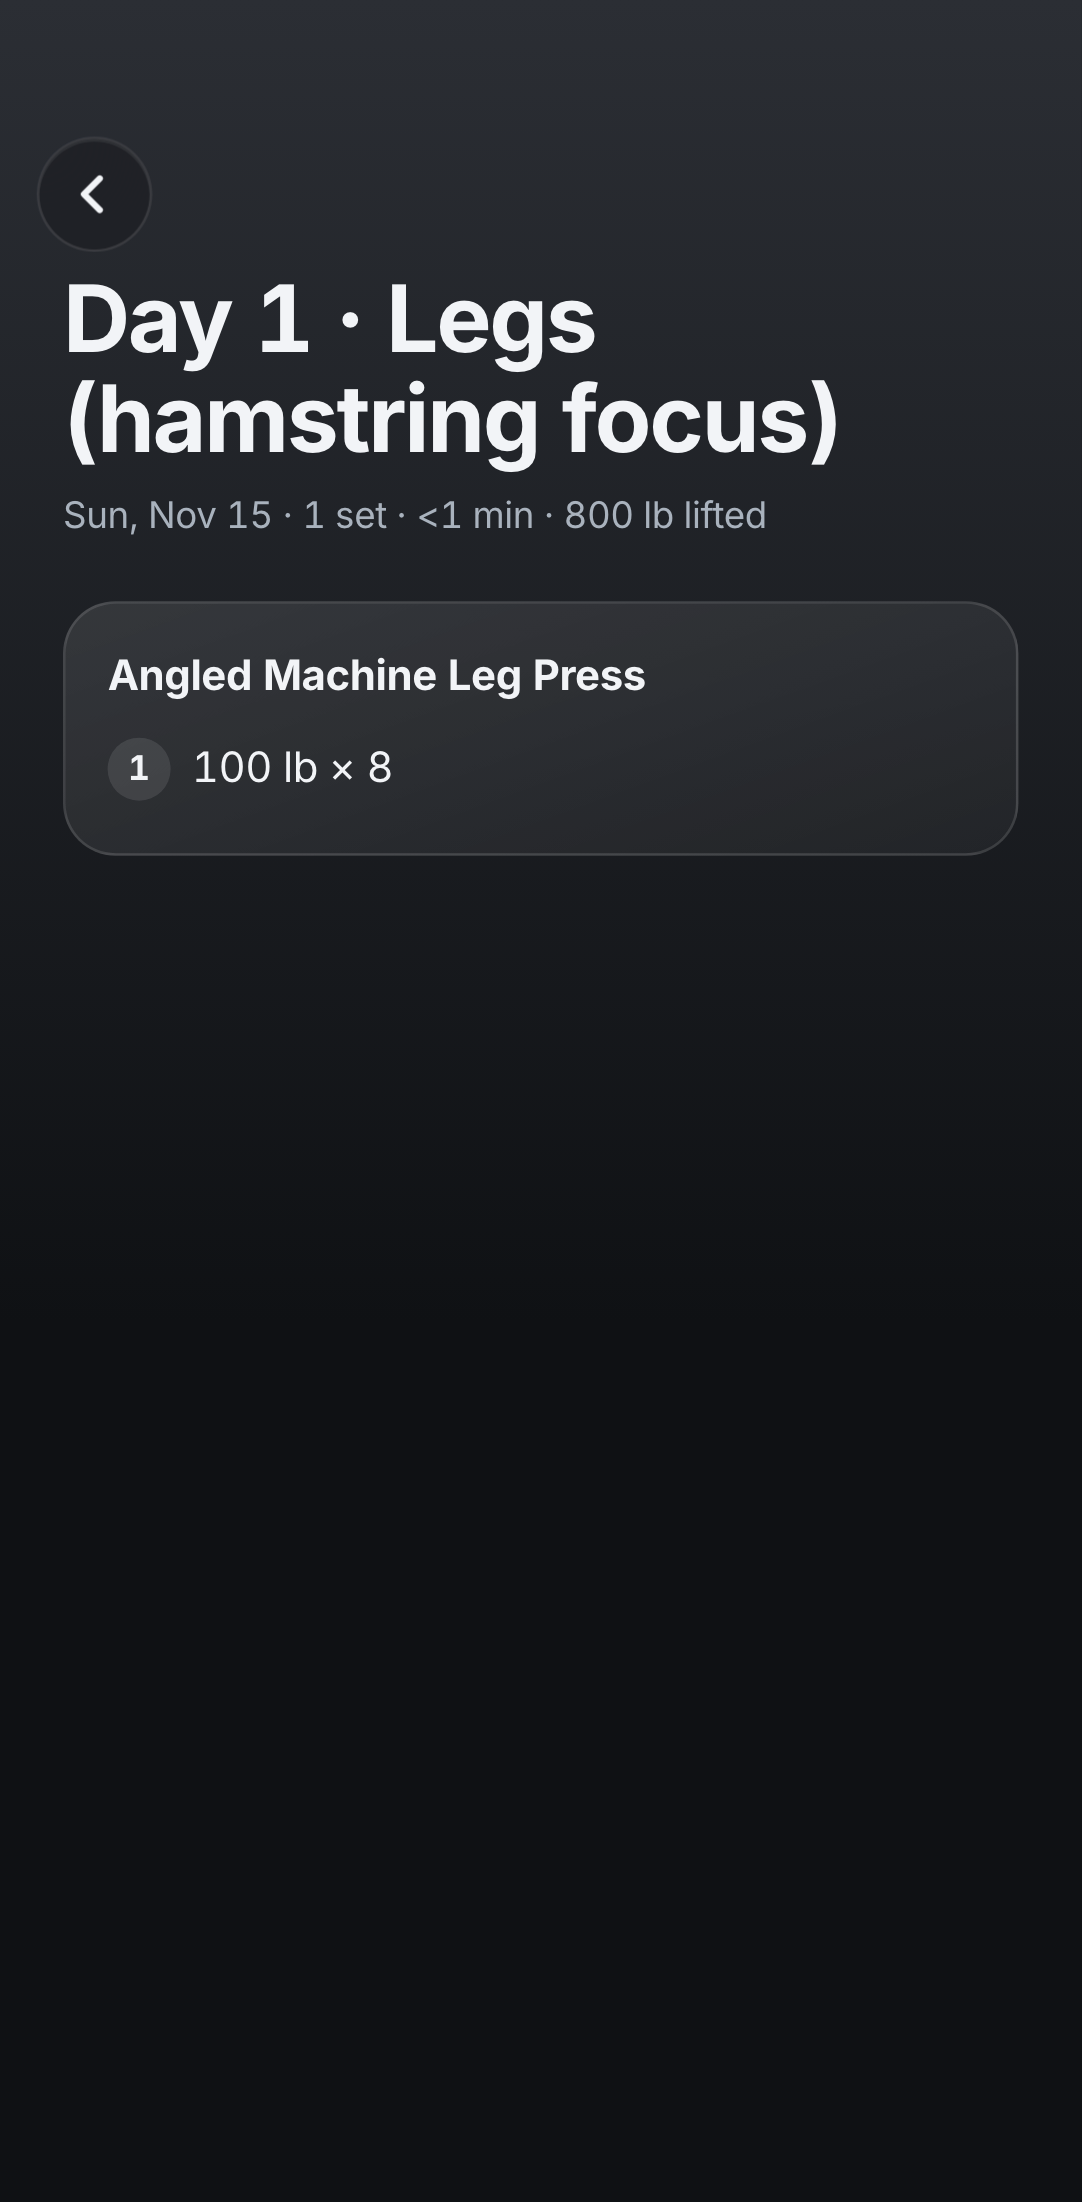 Day 1 · Legs
(hamstring focus)
Sun, Nov 15 · 1 set · <1 min · 800 lb lifted
Angled Machine Leg Press
1 100 lb × 8